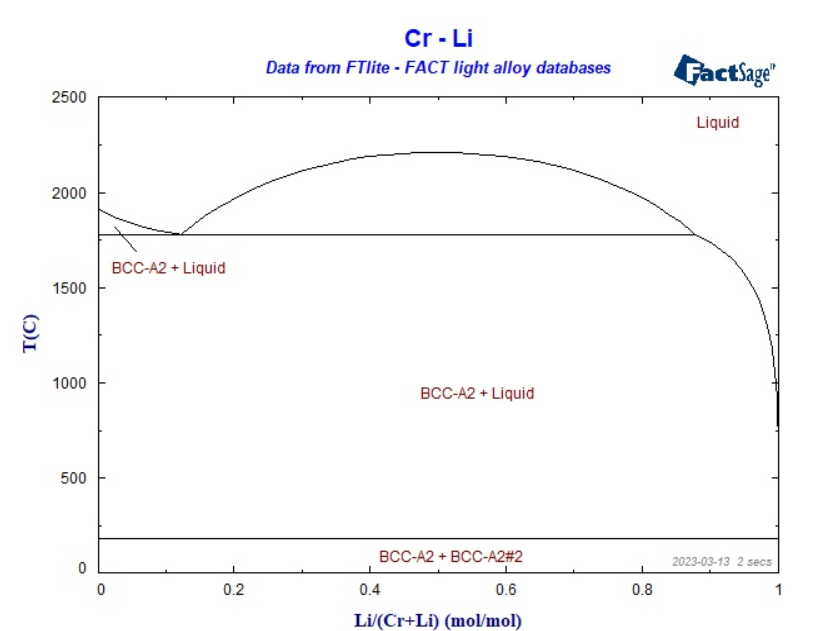 Cr - Li
Data from FTlite - FACT light alloy databases
FactSage™
2500
Liquid
2000
BCC-A2 + Liquid
1500
T(C)
1000
BCC-A2 + Liquid
500
BCC-A2 + BCC-A2#2
2023-03-13 2 secs
0
0 0.2 0.4 0.6 0.8 1
Li/(Cr+Li) (mol/mol)